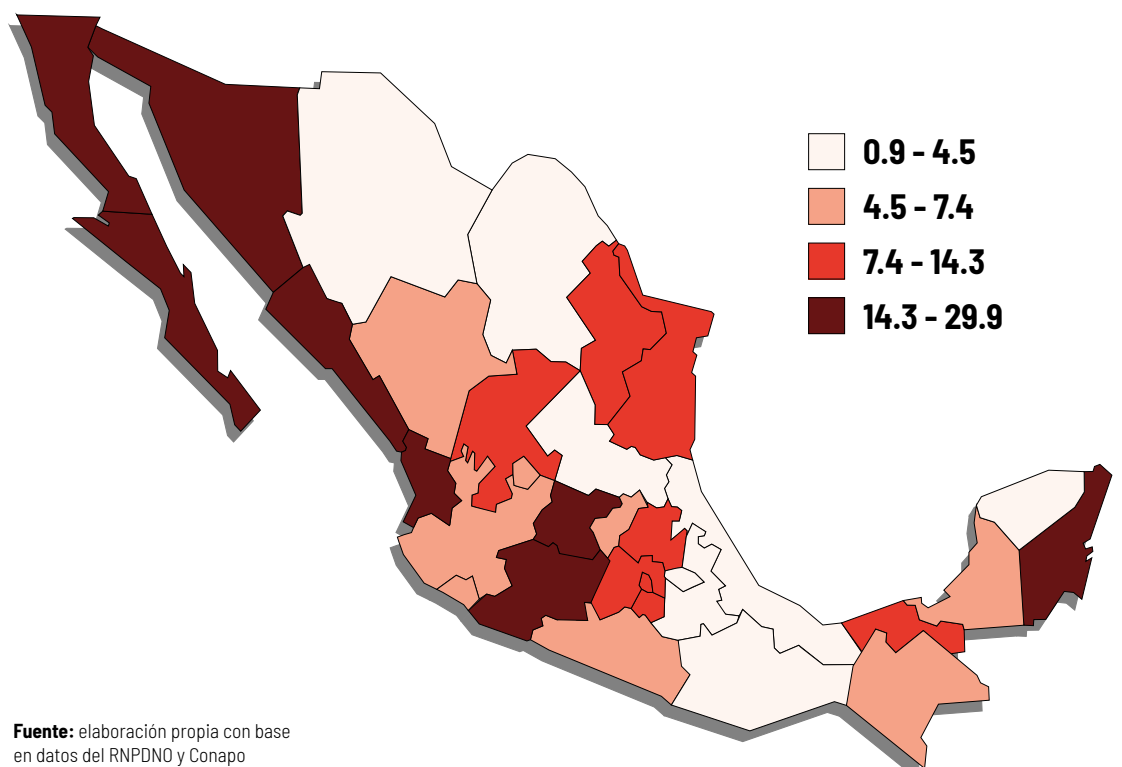 0.9 - 4.5
4.5 - 7.4
7.4 - 14.3
14.3 - 29.9
Fuente: elaboración propia con base
en datos del RNPDNO y Conapo